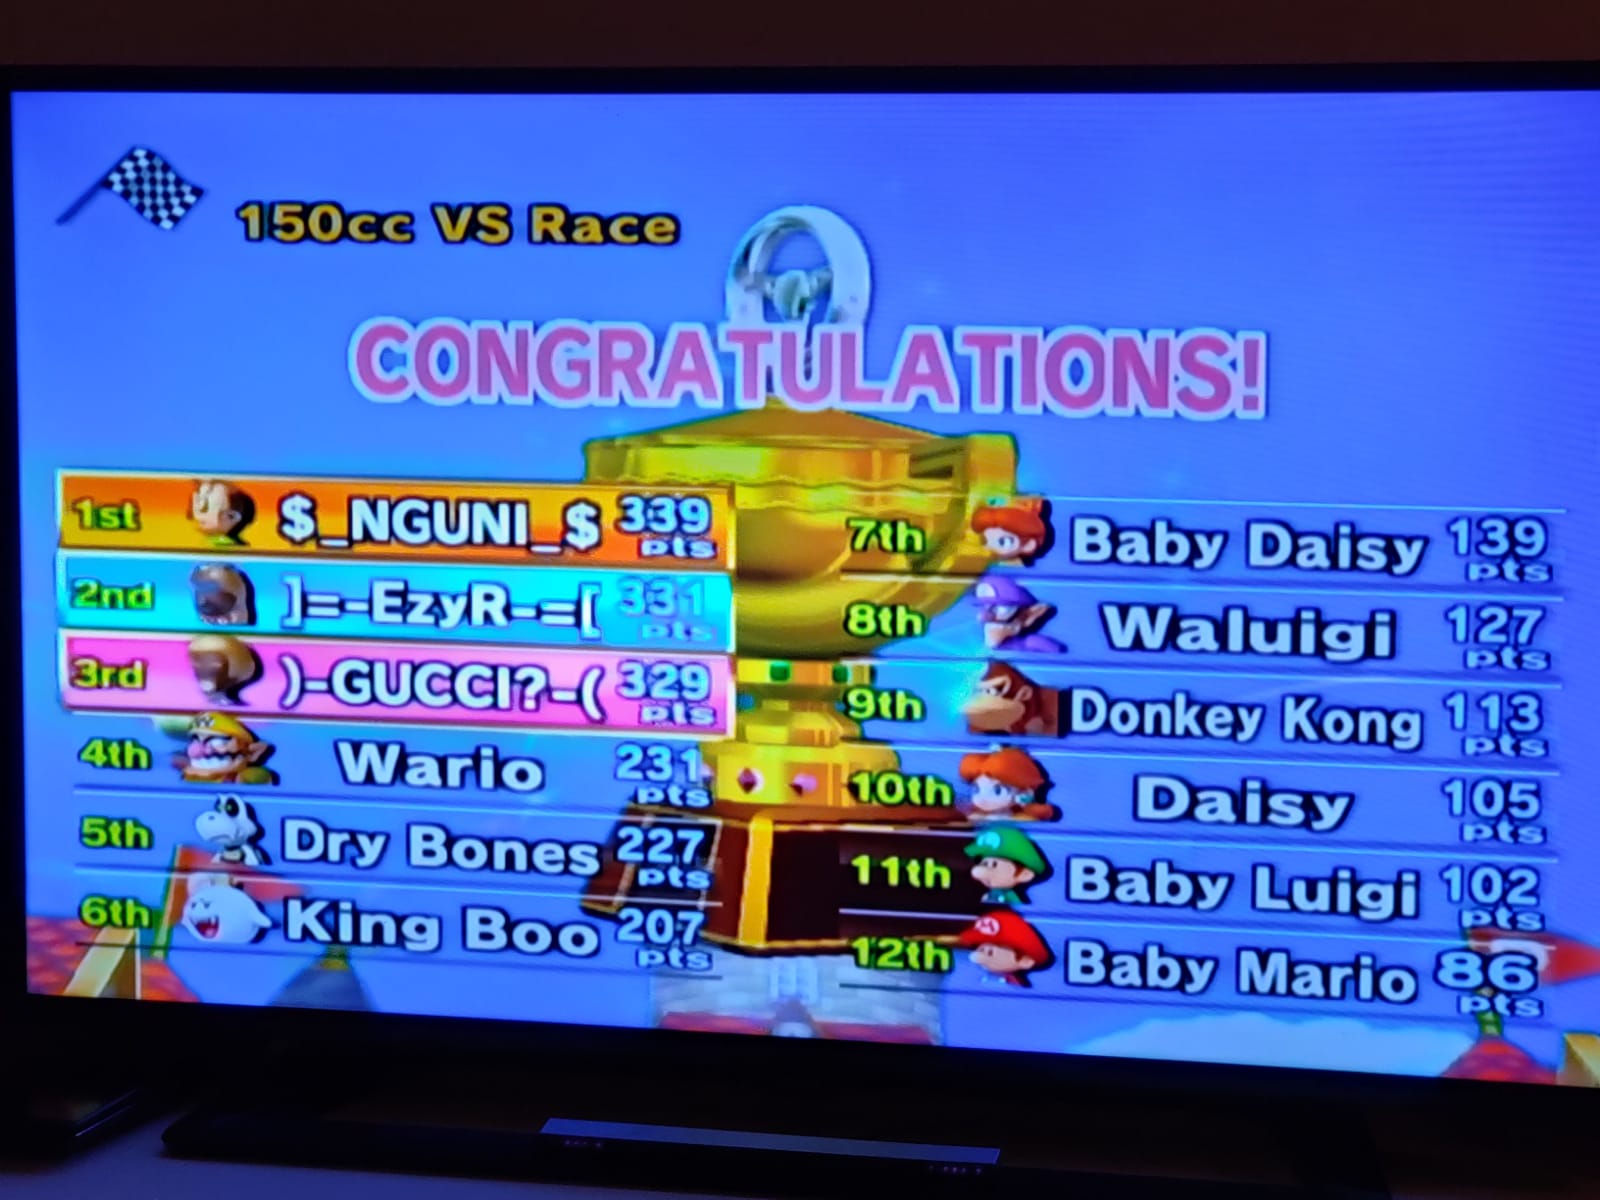 150cc VS Race
CONGRATULATIONS!
1st $_NGUNI_$ 339 pts
2nd ]=-EzyR-=[ 331 pts
3rd )-GUCCI?-( 329 pts
4th Wario 231 pts
5th Dry Bones 227 pts
6th King Boo 207 pts
7th Baby Daisy 139 pts
8th Waluigi 127 pts
9th Donkey Kong 113 pts
10th Daisy 105 pts
11th Baby Luigi 102 pts
12th Baby Mario 86 pts